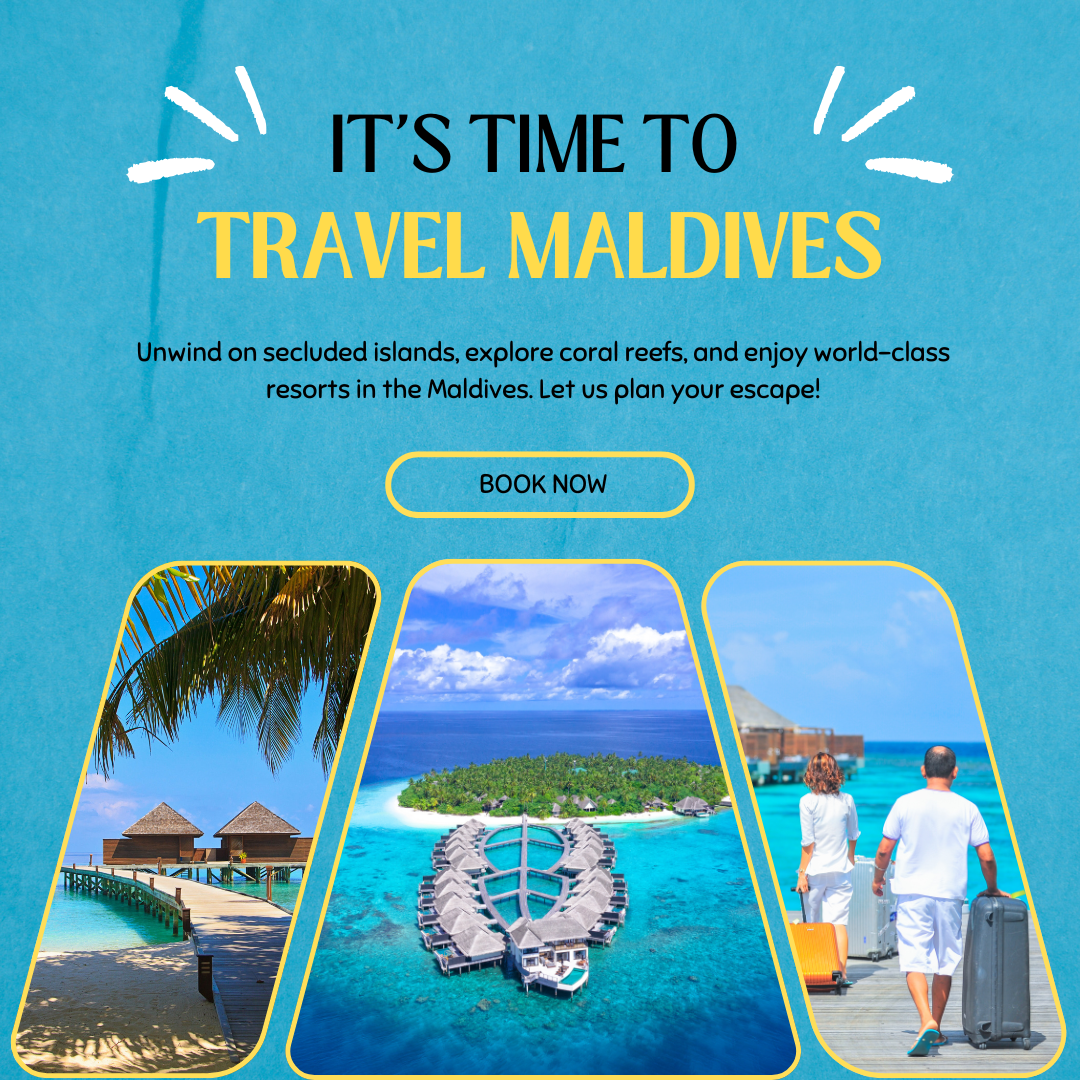 IT'S TIME TO
TRAVEL MALDIVES
Unwind on secluded islands, explore coral reefs, and enjoy world-class
resorts in the Maldives. Let us plan your escape!
BOOK NOW